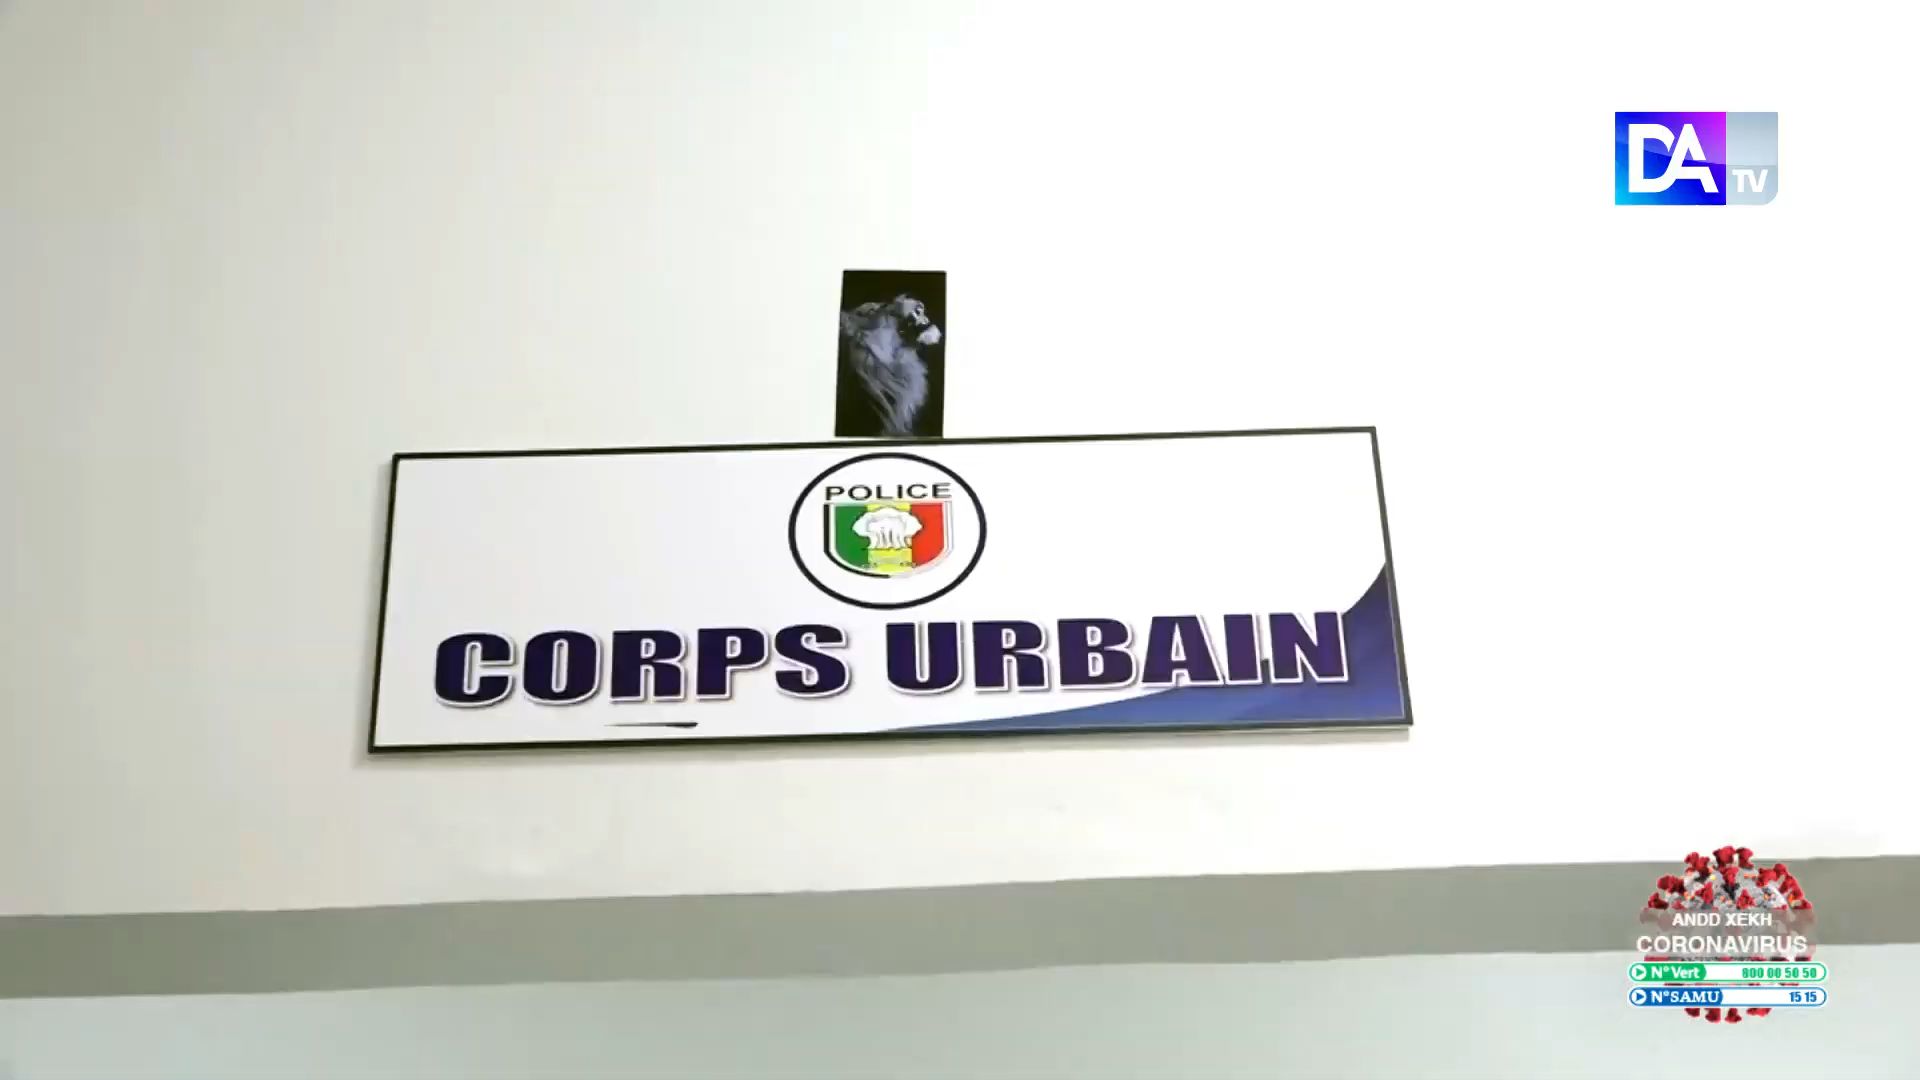 DA TV
POLICE
CORPS URBAIN
ANDD XEKH
CORONAVIRUS
N° Vert 800 00 50 50
N° SAMU 15 15